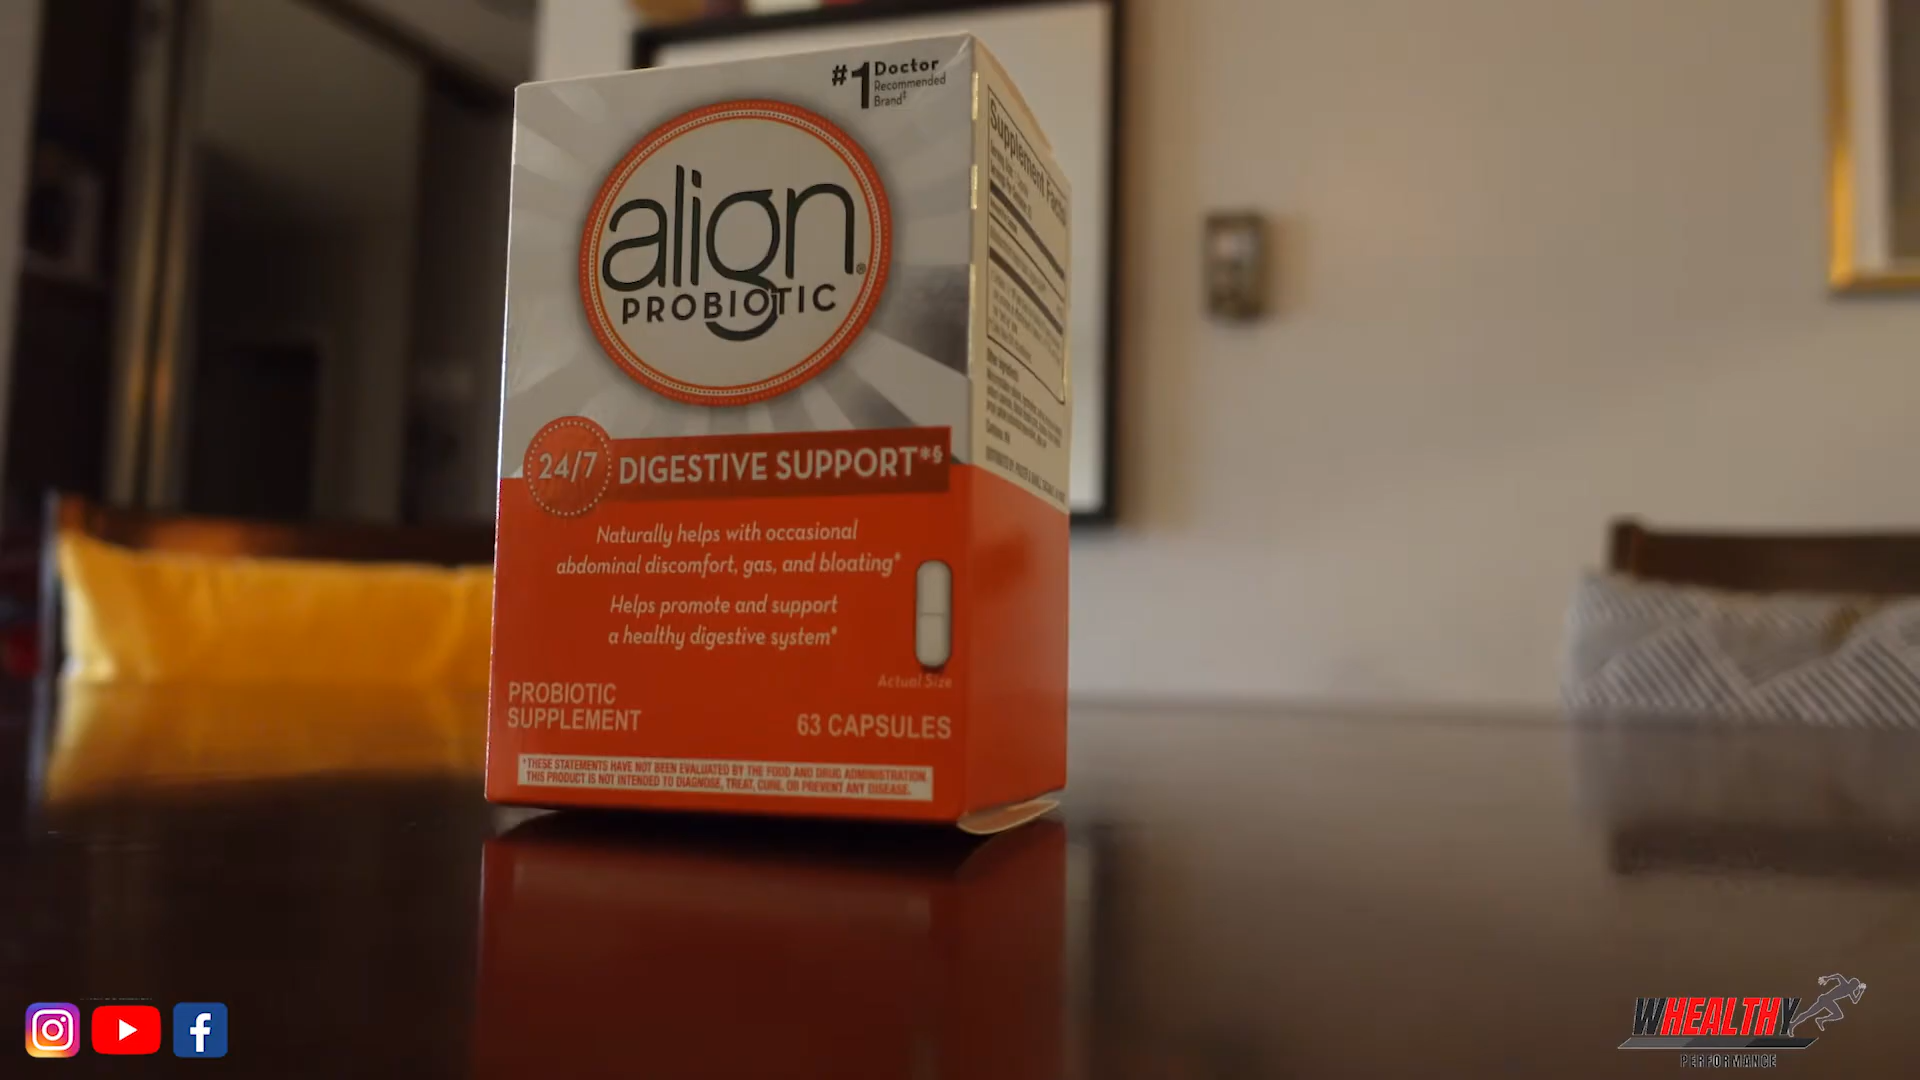 #1 Doctor
Recommended
Brand‡
align®
PROBIOTIC
24/7 DIGESTIVE SUPPORT*§
Naturally helps with occasional
abdominal discomfort, gas, and bloating*
Helps promote and support
a healthy digestive system*
Actual Size
PROBIOTIC
SUPPLEMENT
63 CAPSULES
*THESE STATEMENTS HAVE NOT BEEN EVALUATED BY THE FOOD AND DRUG ADMINISTRATION.
THIS PRODUCT IS NOT INTENDED TO DIAGNOSE, TREAT, CURE, OR PREVENT ANY DISEASE.
Supplement Facts
WHEALTHY
PERFORMANCE